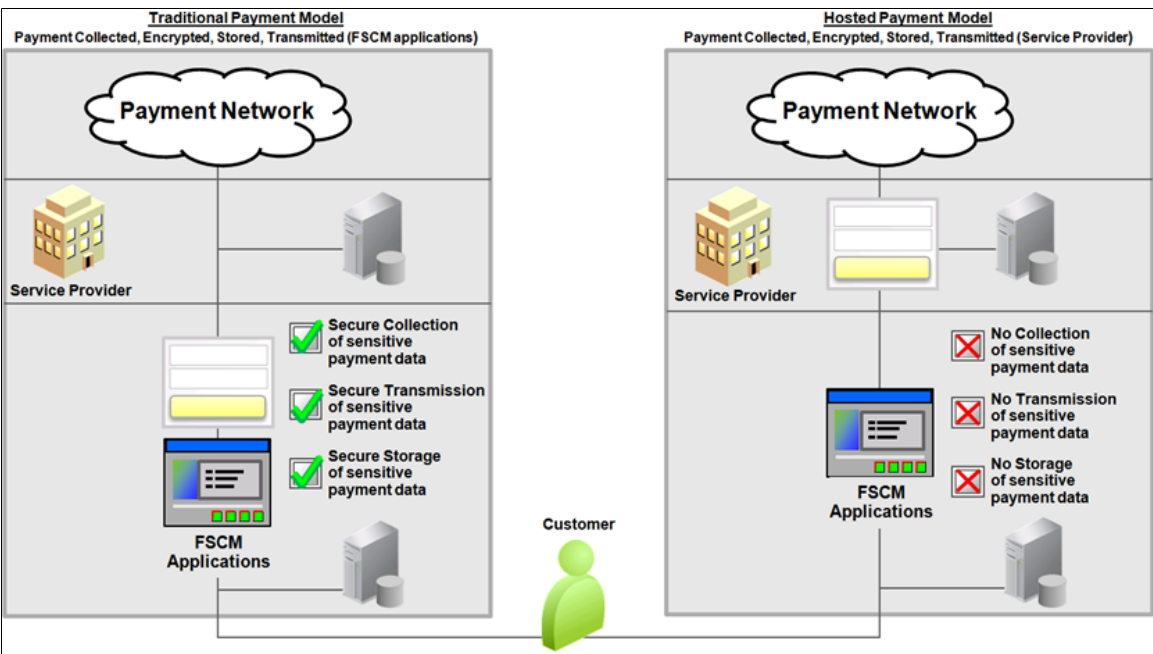 Traditional Payment Model
Payment Collected, Encrypted, Stored, Transmitted (FSCM applications)
Payment Network
Service Provider
Secure Collection
of sensitive
payment data
Secure Transmission
of sensitive
payment data
Secure Storage
of sensitive
payment data
FSCM
Applications
Customer
Hosted Payment Model
Payment Collected, Encrypted, Stored, Transmitted (Service Provider)
Payment Network
Service Provider
No Collection
of sensitive
payment data
No Transmission
of sensitive
payment data
No Storage
of sensitive
payment data
FSCM
Applications